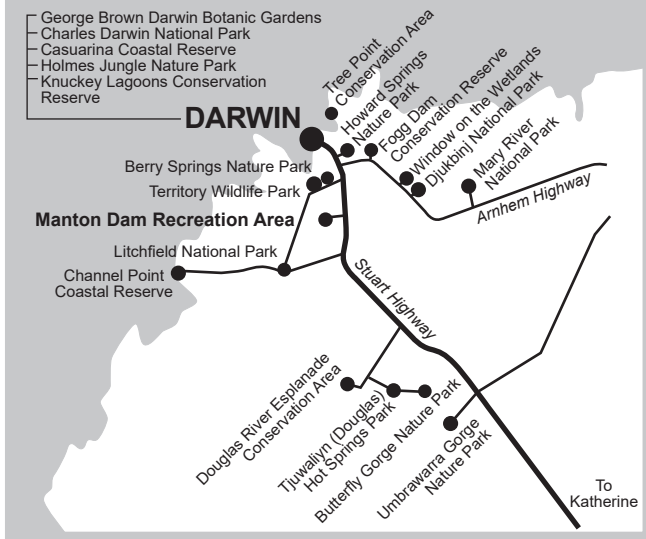 George Brown Darwin Botanic Gardens
Charles Darwin National Park
Casuarina Coastal Reserve
Holmes Jungle Nature Park
Knuckey Lagoons Conservation
Reserve
DARWIN
Tree Point
Conservation Area
Howard Springs
Nature Park
Fogg Dam
Conservation Reserve
Window on the Wetlands
Djukbinj National Park
Mary River
National Park
Arnhem Highway
Berry Springs Nature Park
Territory Wildlife Park
Manton Dam Recreation Area
Litchfield National Park
Channel Point
Coastal Reserve
Stuart Highway
Douglas River Esplanade
Conservation Area
Tjuwaliyn (Douglas)
Hot Springs Park
Butterfly Gorge Nature Park
Umbrawarra Gorge
Nature Park
To
Katherine